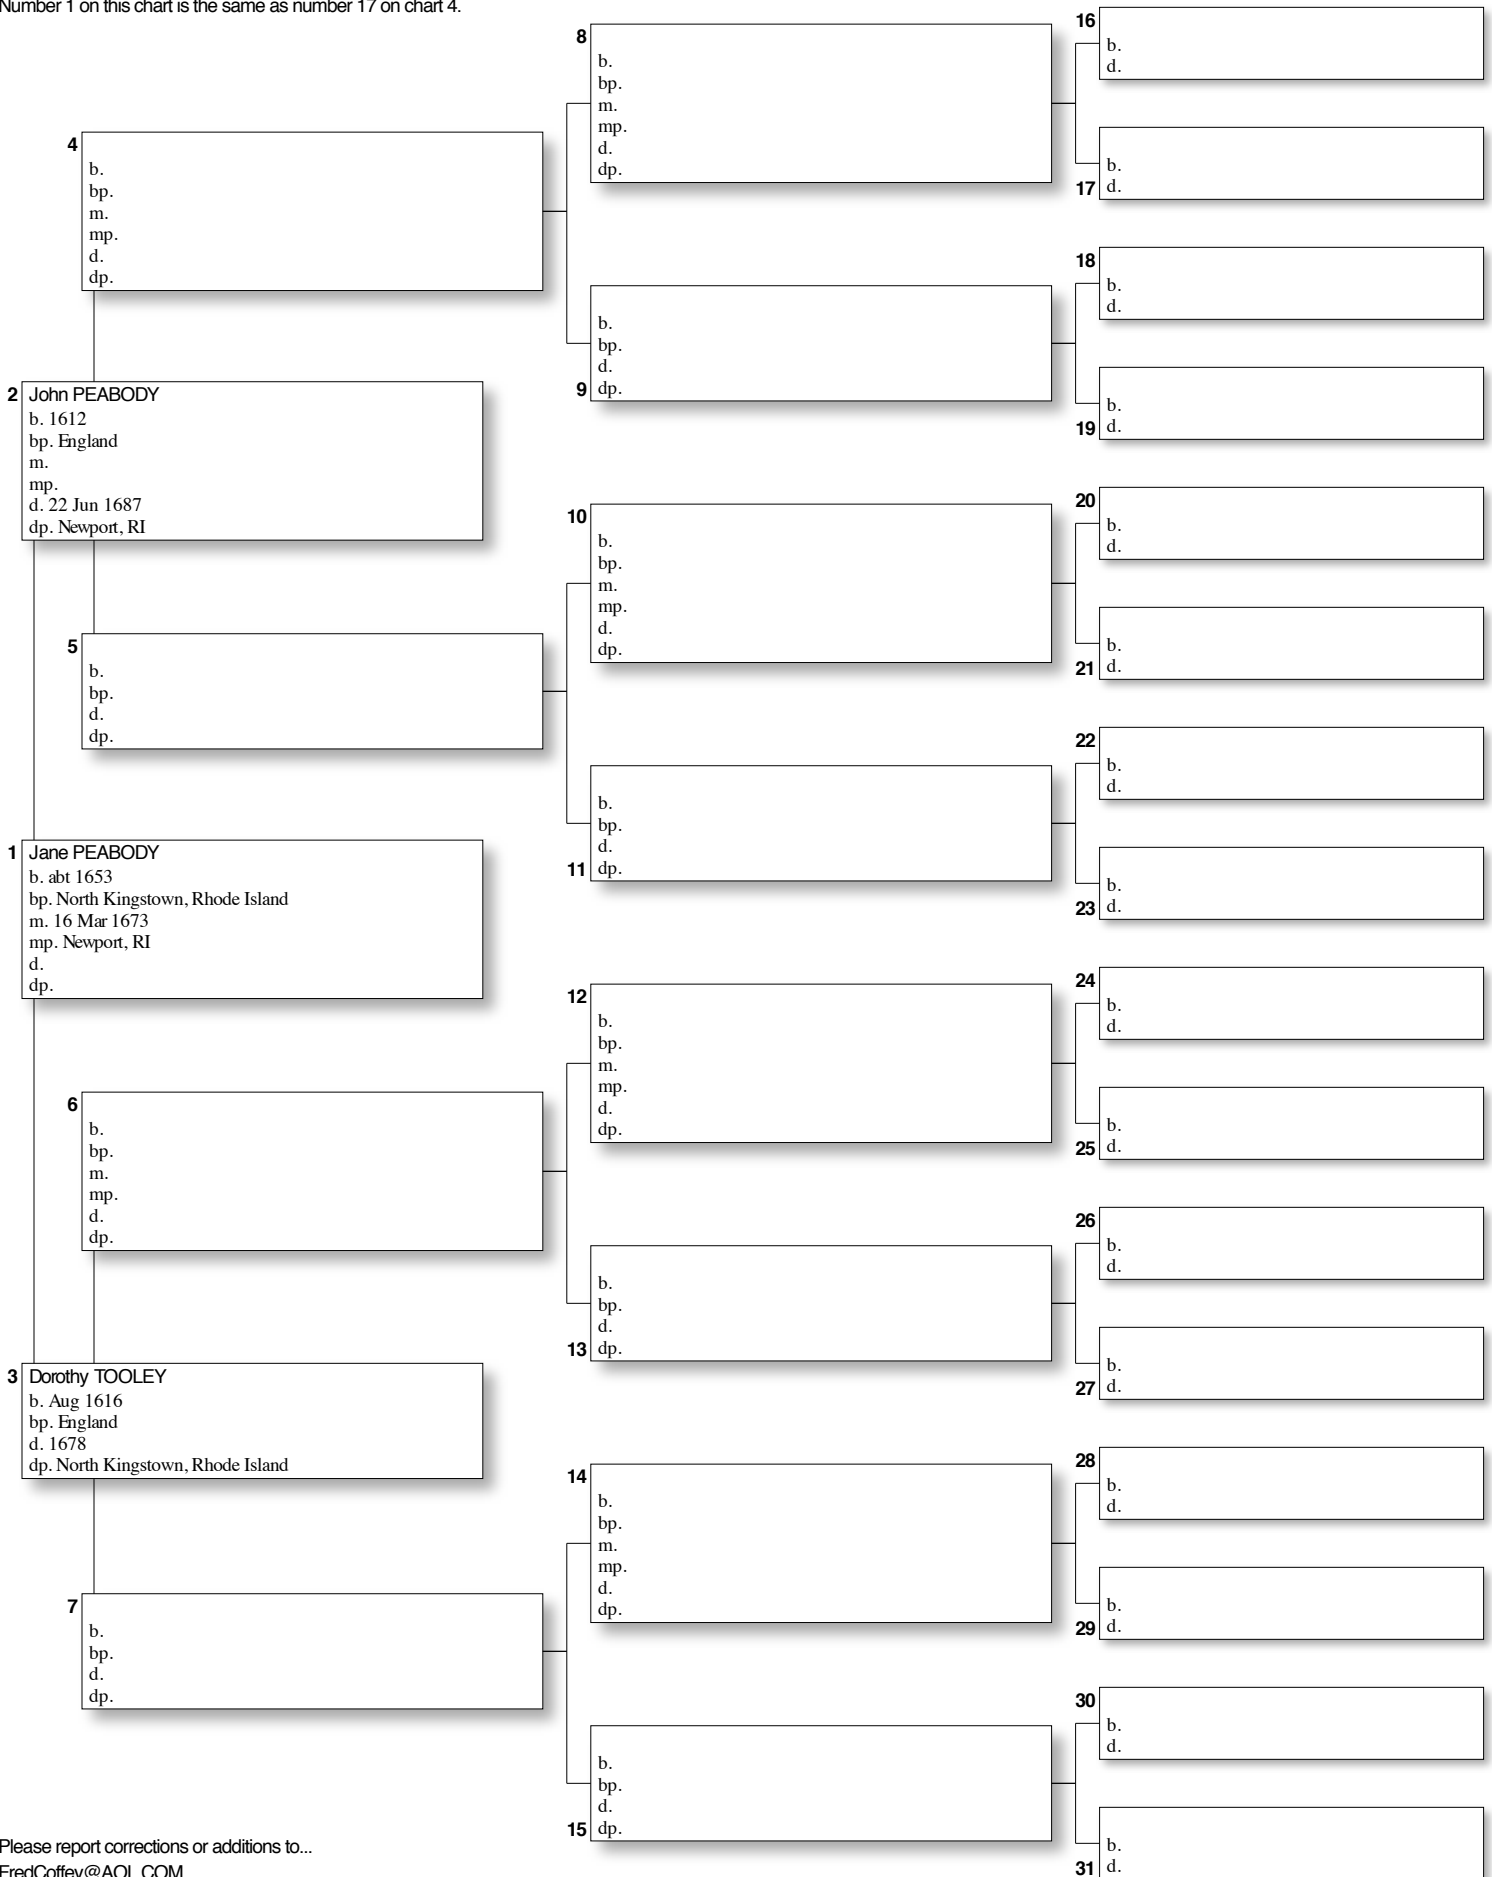 Number 1 on this chart is the same as number 17 on chart 4.
2 John PEABODY
b. 1612
bp. England
m.
mp.
d. 22 Jun 1687
dp. Newport, RI
1 Jane PEABODY
b. abt 1653
bp. North Kingstown, Rhode Island
m. 16 Mar 1673
mp. Newport, RI
d.
dp.
3 Dorothy TOOLEY
b. Aug 1616
bp. England
d. 1678
dp. North Kingstown, Rhode Island
4
b.
bp.
m.
mp.
d.
dp.
5
b.
bp.
d.
dp.
6
b.
bp.
m.
mp.
d.
dp.
7
b.
bp.
d.
dp.
8
b.
bp.
m.
mp.
d.
dp.
b.
bp.
d.
9 dp.
10
b.
bp.
m.
mp.
d.
dp.
b.
bp.
d.
11 dp.
12
b.
bp.
m.
mp.
d.
dp.
b.
bp.
d.
13 dp.
14
b.
bp.
m.
mp.
d.
dp.
b.
bp.
d.
15 dp.
16
b.
d.
b.
17 d.
18
b.
d.
b.
19 d.
20
b.
d.
b.
21 d.
22
b.
d.
b.
23 d.
24
b.
d.
b.
25 d.
26
b.
d.
b.
27 d.
28
b.
d.
b.
29 d.
30
b.
d.
b.
31 d.
Please report corrections or additions to...
FredCoffey@AOL.COM